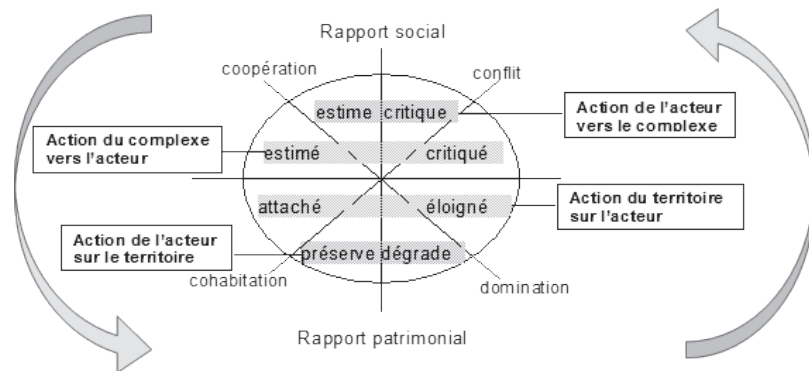 Rapport social
coopération
conflit
estime critique
Action de l'acteur
vers le complexe
Action du complexe
vers l'acteur
estimé
critiqué
attaché
éloigné
Action du territoire
sur l'acteur
Action de l'acteur
sur le territoire
préserve dégrade
cohabitation
domination
Rapport patrimonial